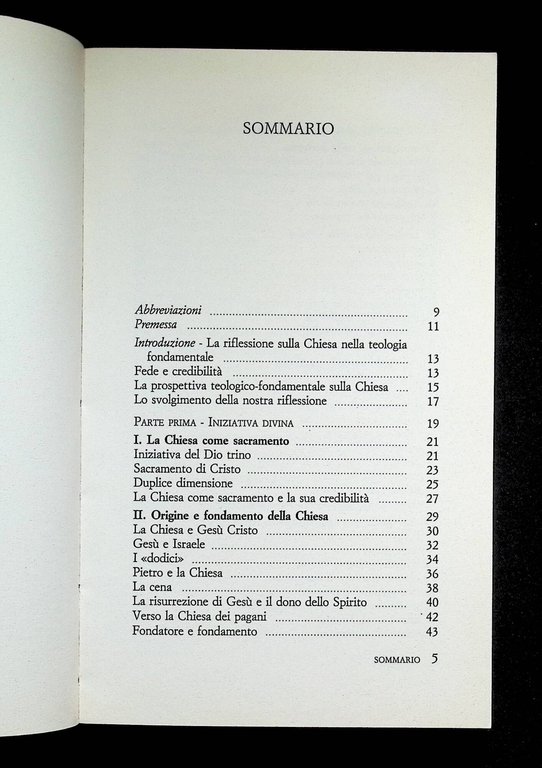 SOMMARIO
Abbreviazioni ........................................ 9
Premessa ........................................ 11
Introduzione - La riflessione sulla Chiesa nella teologia
fondamentale ........................................ 13
Fede e credibilità ........................................ 13
La prospettiva teologico-fondamentale sulla Chiesa .... 15
Lo svolgimento della nostra riflessione .................... 17
PARTE PRIMA - INIZIATIVA DIVINA .................... 19
I. La Chiesa come sacramento .................... 21
Iniziativa del Dio trino .................... 21
Sacramento di Cristo .................... 23
Duplice dimensione .................... 25
La Chiesa come sacramento e la sua credibilità ........ 27
II. Origine e fondamento della Chiesa .................... 29
La Chiesa e Gesù Cristo .................... 30
Gesù e Israele .................... 32
I «dodici» .................... 34
Pietro e la Chiesa .................... 36
La cena .................... 38
La risurrezione di Gesù e il dono dello Spirito ........ 40
Verso la Chiesa dei pagani .................... 42
Fondatore e fondamento .................... 43
SOMMARIO 5